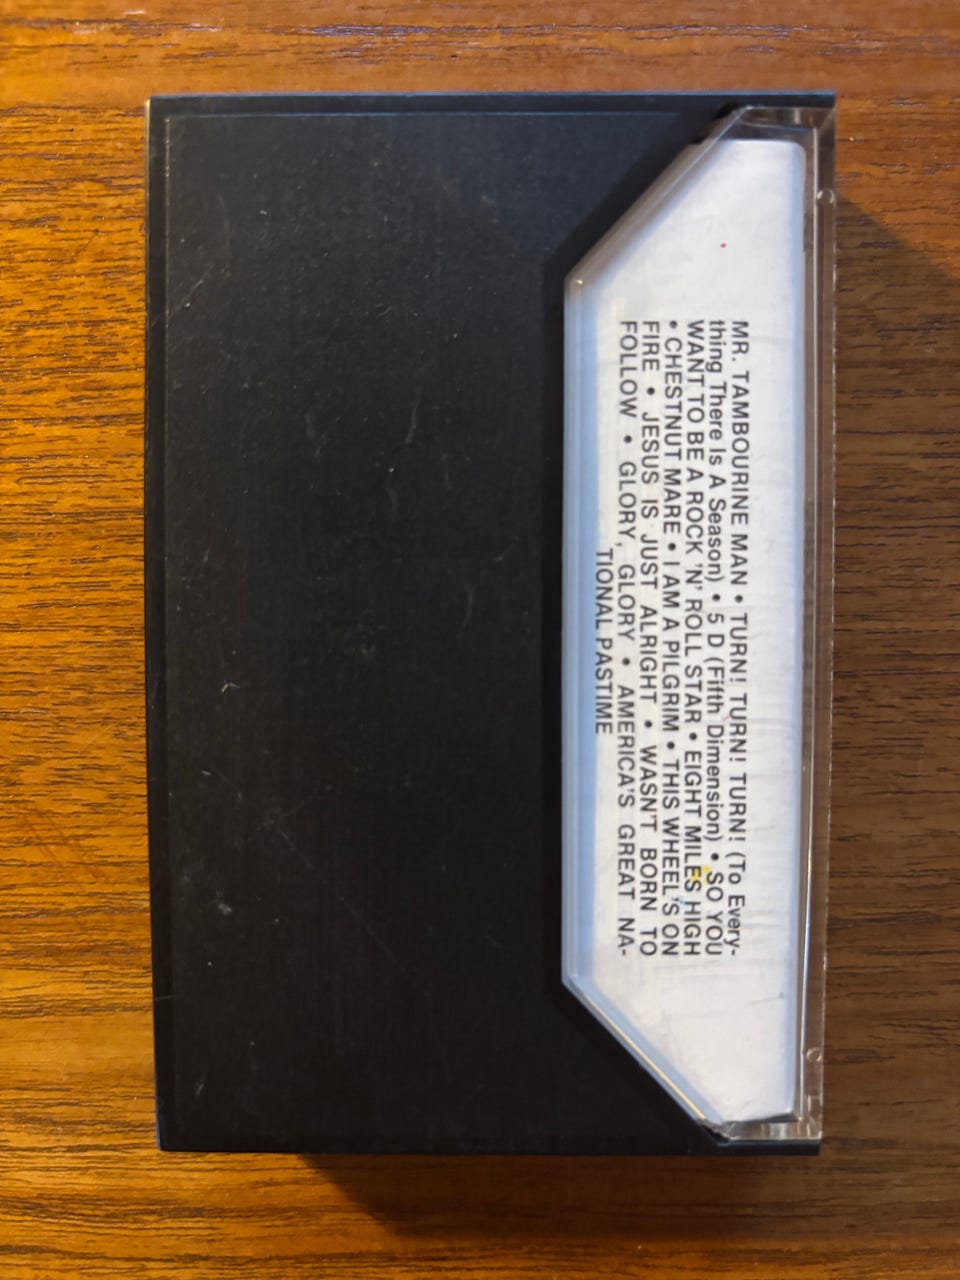 MR. TAMBOURINE MAN • TURN! TURN! TURN! (To Every-
thing There Is A Season) • 5 D (Fifth Dimension) • SO YOU
WANT TO BE A ROCK 'N' ROLL STAR • EIGHT MILES HIGH
• CHESTNUT MARE • I AM A PILGRIM • THIS WHEEL'S ON
FIRE • JESUS IS JUST ALRIGHT • WASN'T BORN TO
FOLLOW • GLORY, GLORY • AMERICA'S GREAT NA-
TIONAL PASTIME